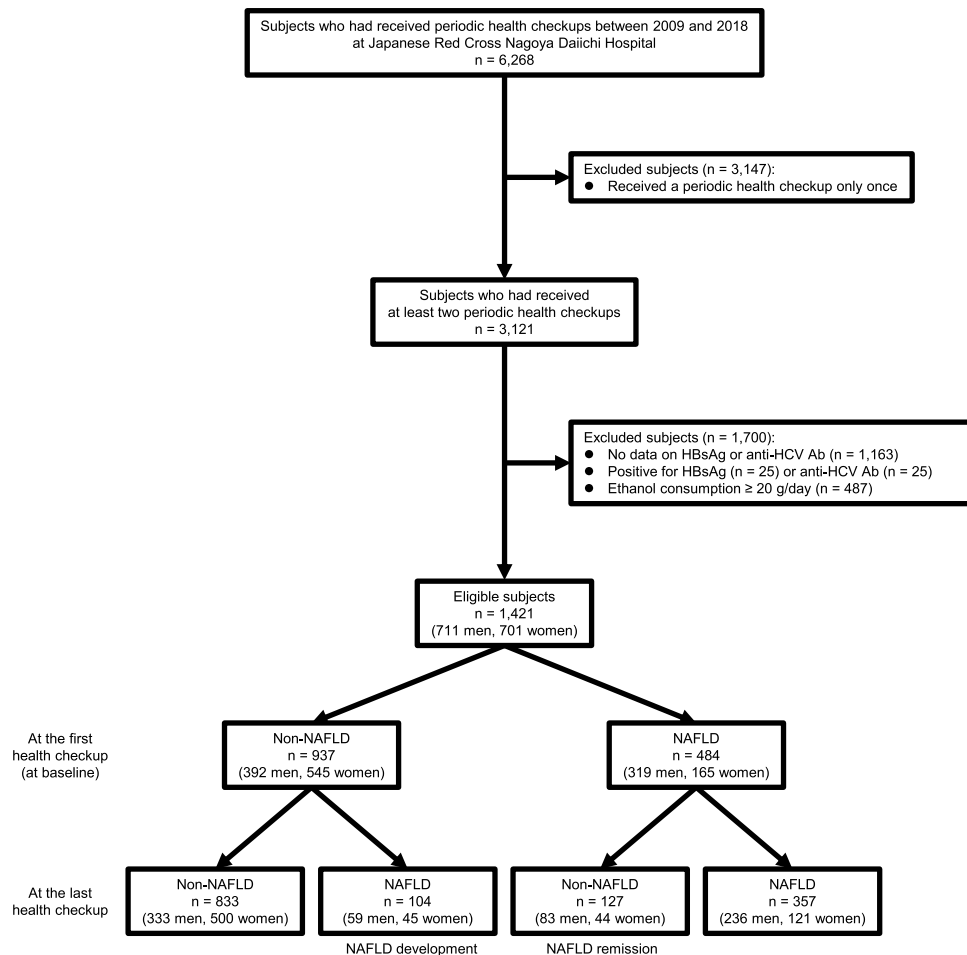 Subjects who had received periodic health checkups between 2009 and 2018
at Japanese Red Cross Nagoya Daiichi Hospital
n = 6,268
Excluded subjects (n = 3,147):
● Received a periodic health checkup only once
Subjects who had received
at least two periodic health checkups
n = 3,121
Excluded subjects (n = 1,700):
● No data on HBsAg or anti-HCV Ab (n = 1,163)
● Positive for HBsAg (n = 25) or anti-HCV Ab (n = 25)
● Ethanol consumption ≥ 20 g/day (n = 487)
Eligible subjects
n = 1,421
(711 men, 701 women)
At the first
health checkup
(at baseline)
Non-NAFLD
n = 937
(392 men, 545 women)
NAFLD
n = 484
(319 men, 165 women)
At the last
health checkup
Non-NAFLD
n = 833
(333 men, 500 women)
NAFLD
n = 104
(59 men, 45 women)
NAFLD development
Non-NAFLD
n = 127
(83 men, 44 women)
NAFLD remission
NAFLD
n = 357
(236 men, 121 women)